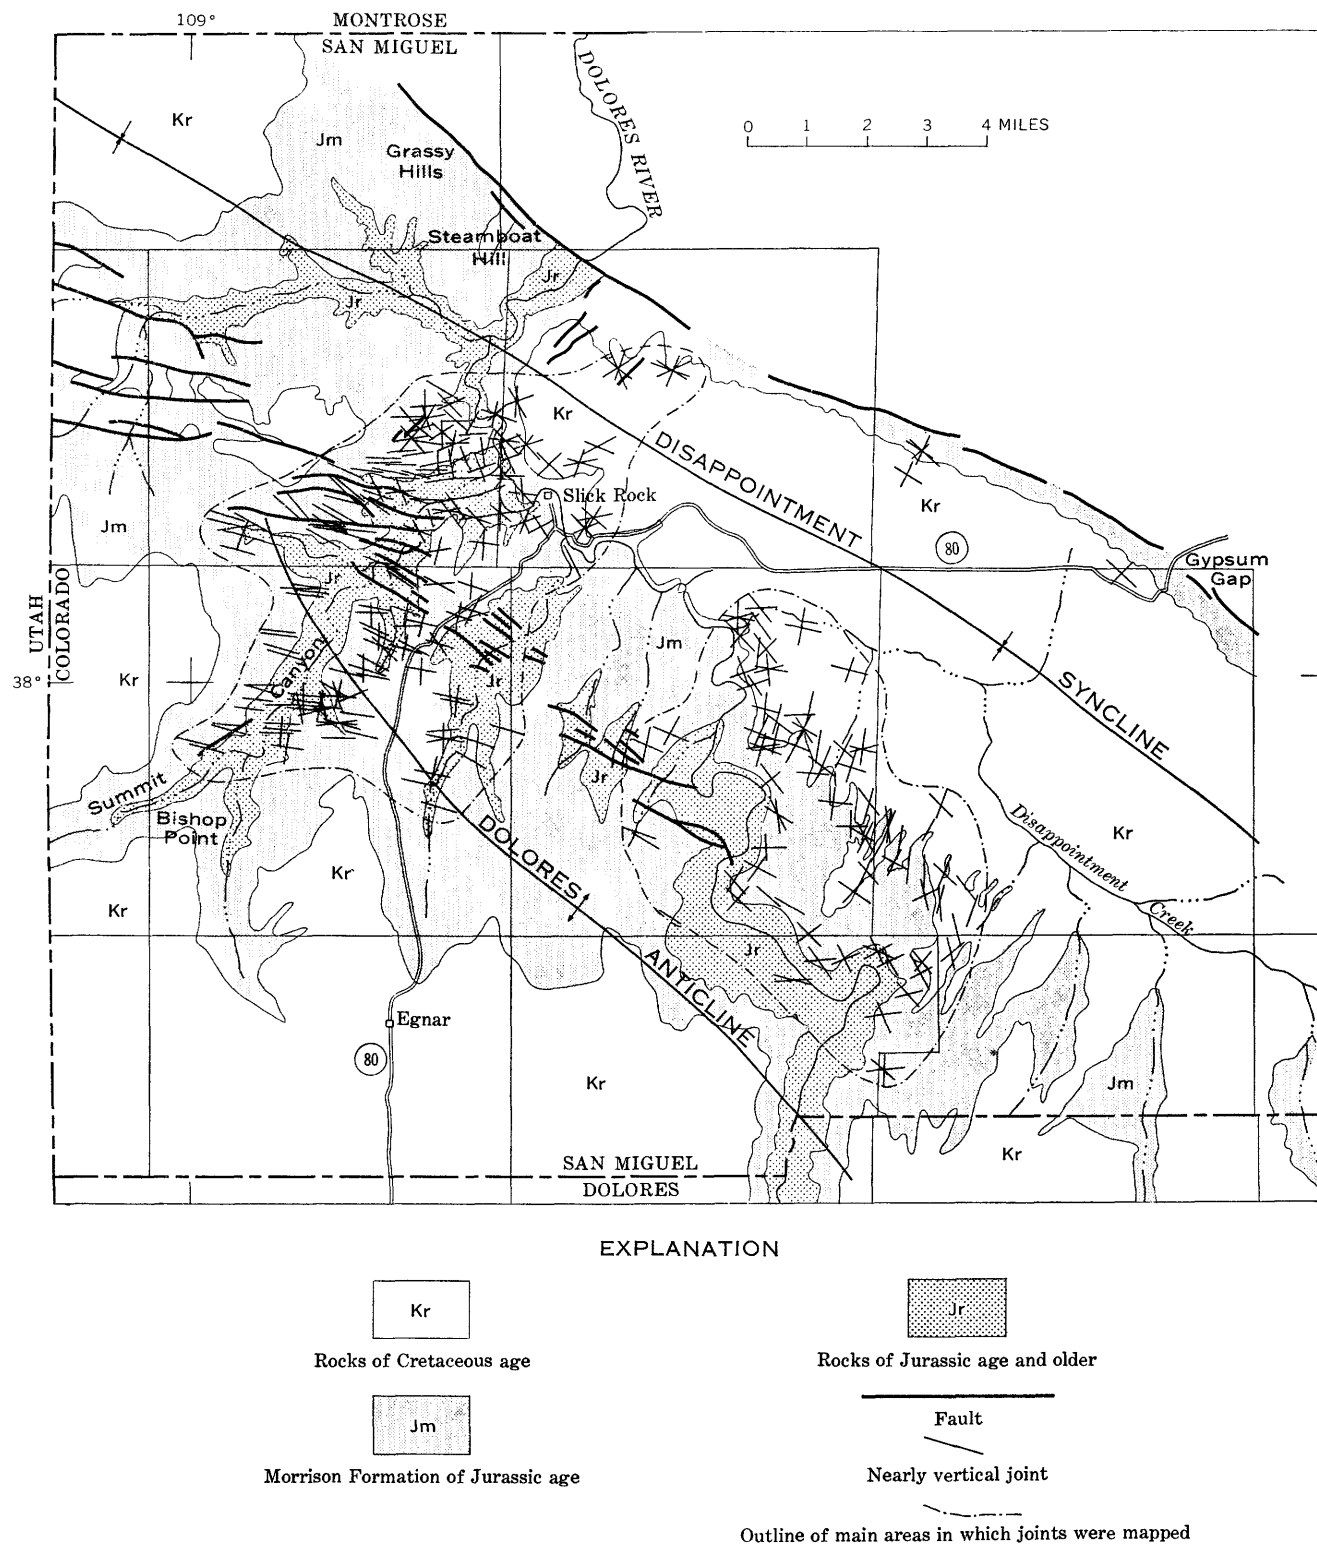 109°
MONTROSE
SAN MIGUEL
DOLORES RIVER
0 1 2 3 4 MILES
Kr
Jm
Grassy
Hills
Steamboat
Hill
Jr
Jr
Kr
DISAPPOINTMENT
SYNCLINE
Slick Rock
Kr
80
Gypsum
Gap
Jm
UTAH
COLORADO
Jr
Jm
38°
Kr
Canyon
Jr
Summit
Bishop
Point
Jr
Disappointment
Creek
Kr
DOLORES
ANTICLINE
Kr
Kr
Jr
Egnar
80
Kr
Jm
Kr
SAN MIGUEL
DOLORES
EXPLANATION
Kr
Rocks of Cretaceous age
Jm
Morrison Formation of Jurassic age
Jr
Rocks of Jurassic age and older
Fault
Nearly vertical joint
Outline of main areas in which joints were mapped